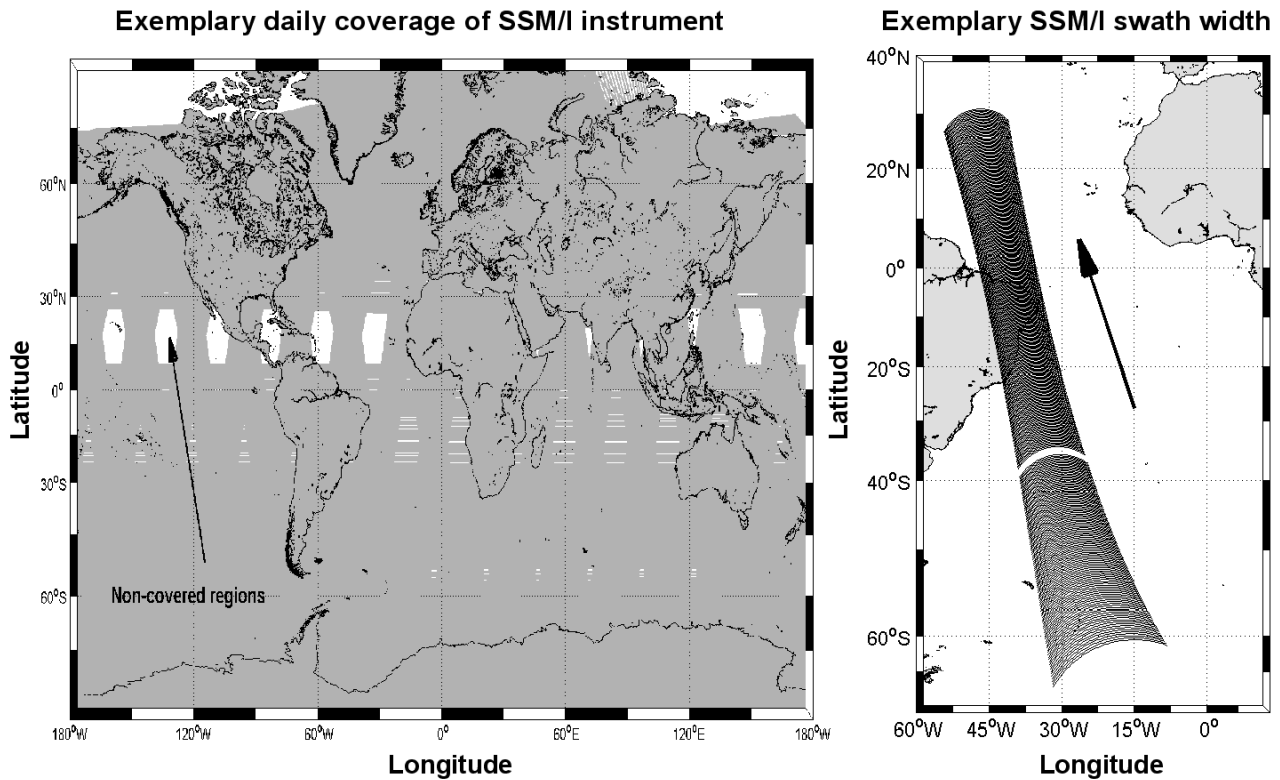 Exemplary daily coverage of SSM/I instrument
Latitude
60°N
30°N
0°
30°S
60°S
Non-covered regions
180°W
120°W
60°W
0°
60°E
120°E
180°W
Longitude
Exemplary SSM/I swath width
Latitude
40°N
20°N
0°
20°S
40°S
60°S
60°W
45°W
30°W
15°W
0°
Longitude